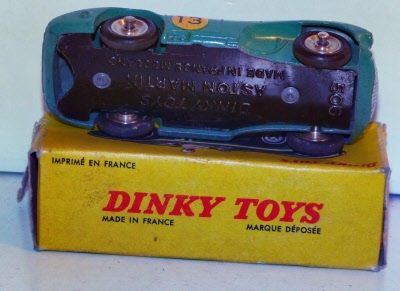 13
506
MADE IN FRANCE MECCANO
ASTON MARTIN
DINKY TOYS
IMPRIMÉ EN FRANCE
DINKY TOYS
MADE IN FRANCE
MARQUE DÉPOSÉE